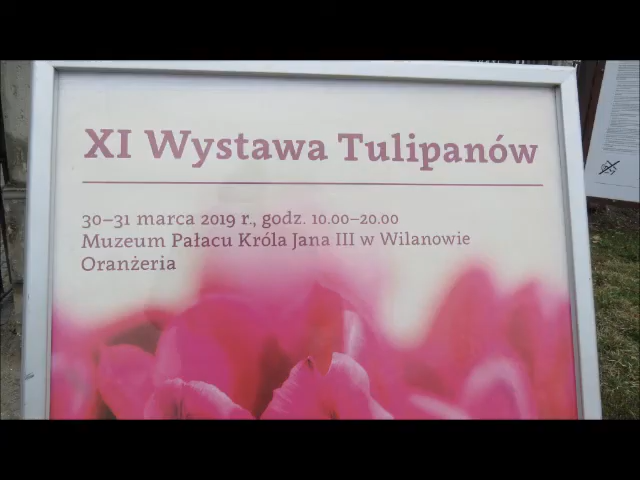 XI Wystawa Tulipanów
30–31 marca 2019 r., godz. 10.00–20.00
Muzeum Pałacu Króla Jana III w Wilanowie
Oranżeria